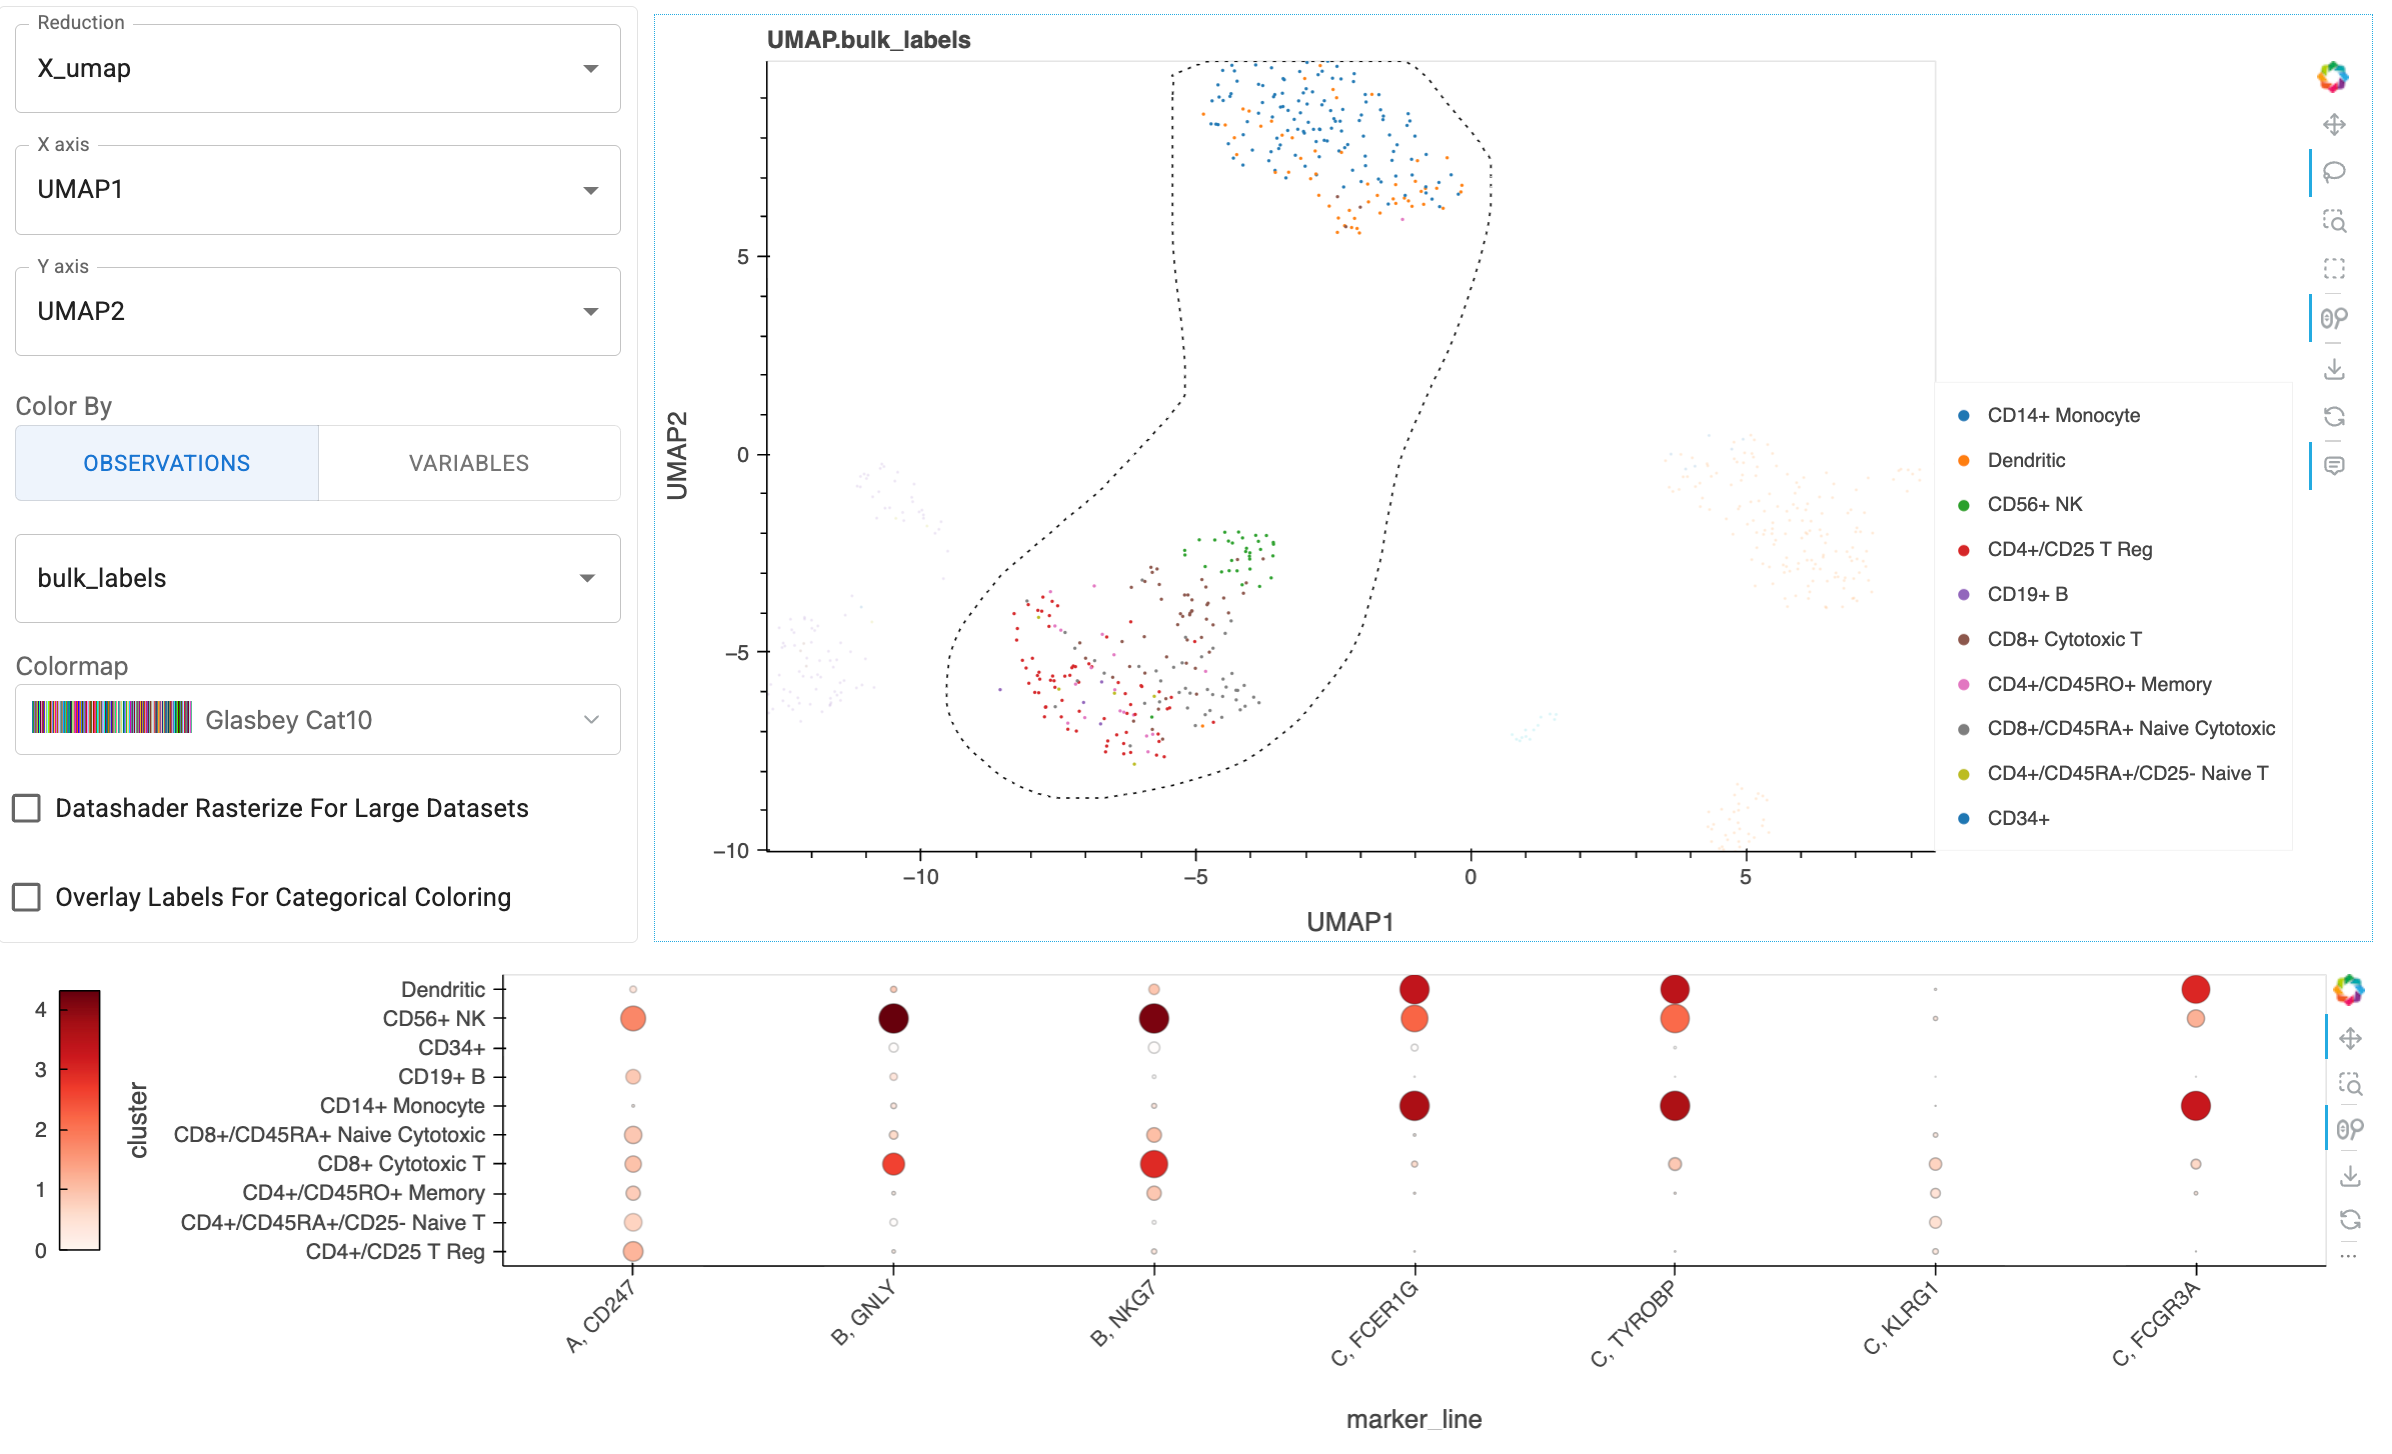 Reduction
X_umap
X axis
UMAP1
Y axis
UMAP2
Color By
OBSERVATIONS
VARIABLES
bulk_labels
Colormap
Glasbey Cat10
Datashader Rasterize For Large Datasets
Overlay Labels For Categorical Coloring
UMAP.bulk_labels
UMAP2
5
0
−5
−10
−10
−5
0
5
UMAP1
CD14+ Monocyte
Dendritic
CD56+ NK
CD4+/CD25 T Reg
CD19+ B
CD8+ Cytotoxic T
CD4+/CD45RO+ Memory
CD8+/CD45RA+ Naive Cytotoxic
CD4+/CD45RA+/CD25- Naive T
CD34+
4
3
2
1
0
cluster
Dendritic
CD56+ NK
CD34+
CD19+ B
CD14+ Monocyte
CD8+/CD45RA+ Naive Cytotoxic
CD8+ Cytotoxic T
CD4+/CD45RO+ Memory
CD4+/CD45RA+/CD25- Naive T
CD4+/CD25 T Reg
A, CD247
B, GNLY
B, NKG7
C, FCER1G
C, TYROBP
C, KLRG1
C, FCGR3A
marker_line